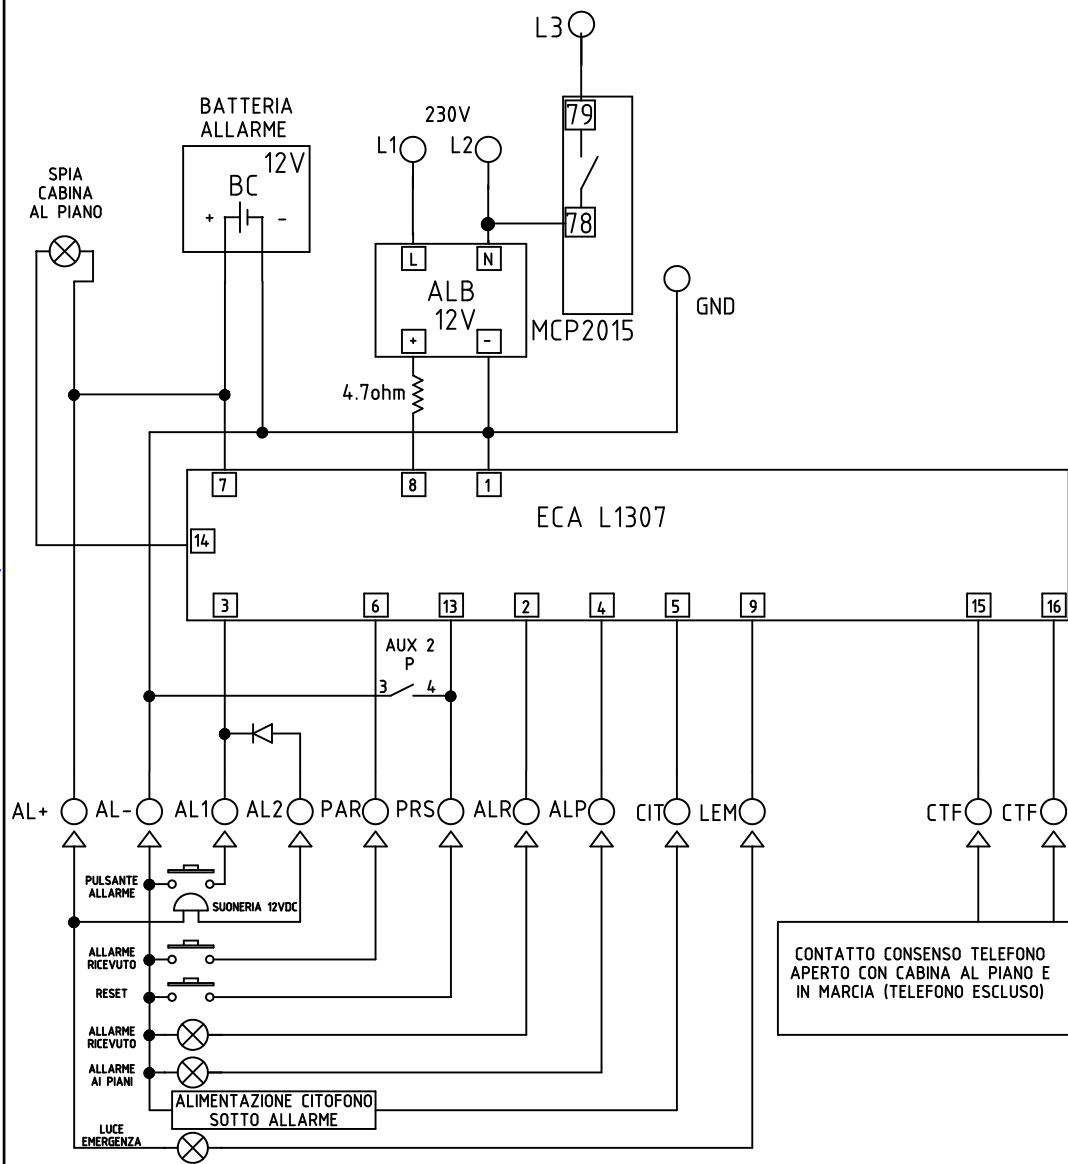 L3
79
BATTERIA
ALLARME
230V
L1
L2
12V
BC
+
-
SPIA
CABINA
AL PIANO
78
L
N
ALB
12V
+
-
MCP2015
GND
4.7ohm
7
8
1
ECA L1307
14
3
6
13
2
4
5
9
15
16
AUX 2
P
3
4
AL+
AL-
AL1
AL2
PAR
PRS
ALR
ALP
CIT
LEM
CTF
CTF
PULSANTE
ALLARME
SUONERIA 12VDC
ALLARME
RICEVUTO
RESET
ALLARME
RICEVUTO
ALLARME
AI PIANI
ALIMENTAZIONE CITOFONO
SOTTO ALLARME
LUCE
EMERGENZA
CONTATTO CONSENSO TELEFONO
APERTO CON CABINA AL PIANO E
IN MARCIA (TELEFONO ESCLUSO)